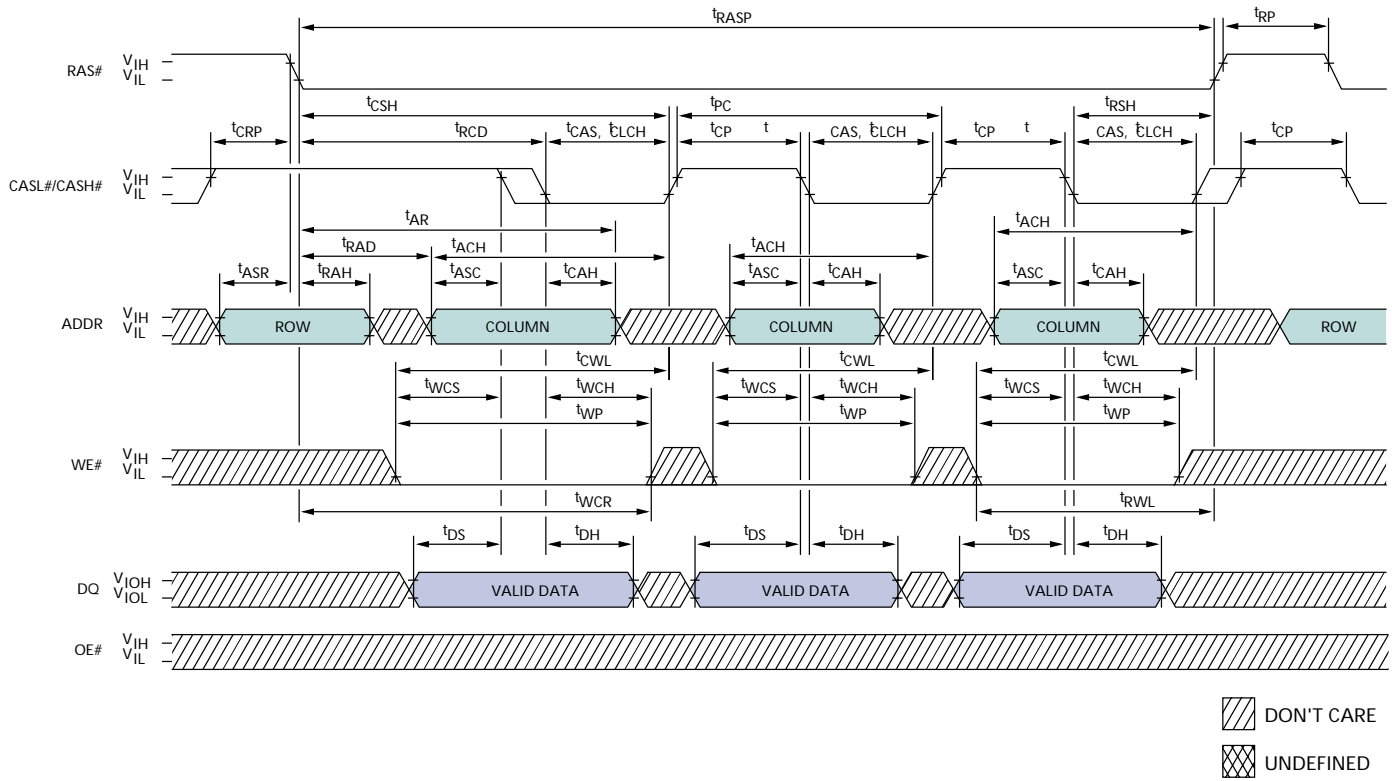 tRASP tRP
RAS# VIH
VIL
tCSH tPC tRSH
tCRP tRCD tCAS, tCLCH tCP t CAS, tCLCH tCP t CAS, tCLCH tCP
CASL#/CASH# VIH
VIL
tAR tACH
tRAD tACH tACH
tASR tRAH tASC tCAH tASC tCAH tASC tCAH
ADDR VIH
VIL
ROW COLUMN COLUMN COLUMN ROW
tCWL tCWL tCWL
tWCS tWCH tWCS tWCH tWCS tWCH
tWP tWP tWP
WE# VIH
VIL
tWCR tRWL
tDS tDH tDS tDH tDS tDH
DQ VIOH
VIOL
VALID DATA VALID DATA VALID DATA
OE# VIH
VIL
DON'T CARE
UNDEFINED